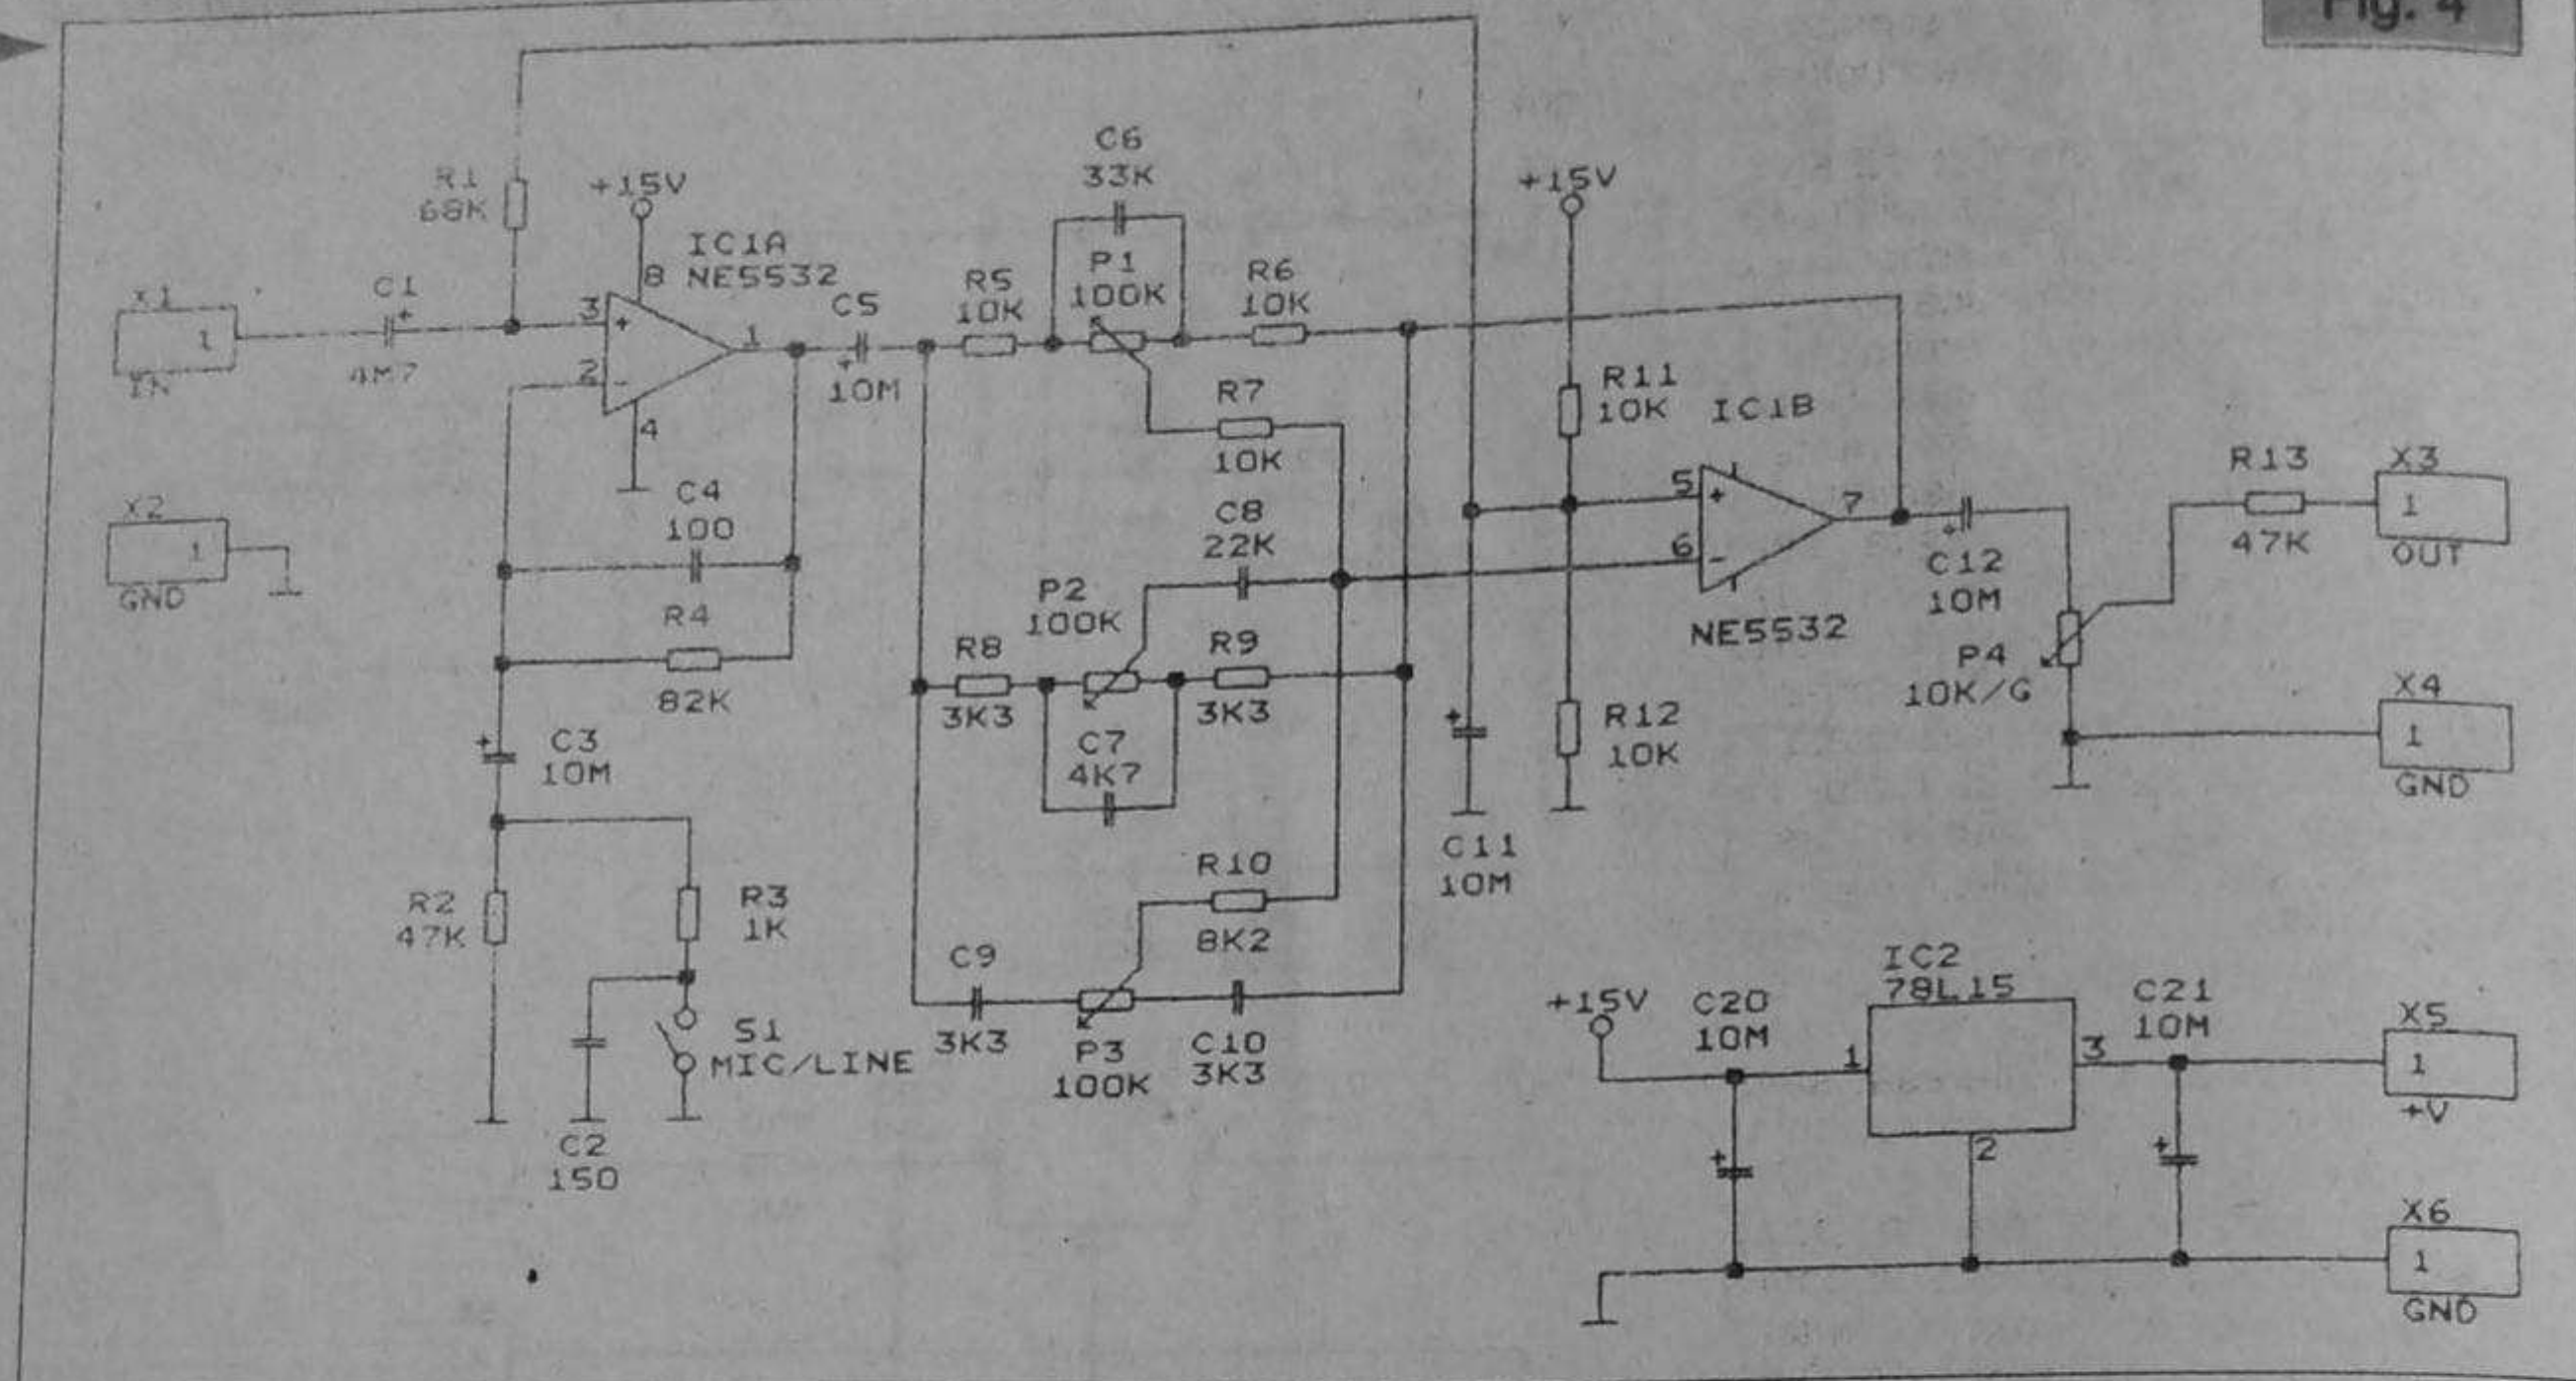 Fig. 4
C6
33K
R1
68K
+15V
+15V
IC1A
8 NE5532
P1
100K
R5
10K
R6
10K
X1
1
IN
C1
+
4M7
3
+
2
-
1
4
C5
+
10M
R7
10K
R11
10K
IC1B
5
+
6
-
7
NE5532
R13
47K
X3
1
OUT
X2
1
GND
C4
100
C8
22K
R4
82K
P2
100K
R8
3K3
R9
3K3
C7
4K7
+
C12
10M
P4
10K/G
X4
1
GND
+
C3
10M
+
R12
10K
C11
10M
R2
47K
R3
1K
R10
8K2
S1
MIC/LINE
C2
150
C9
3K3
P3
100K
C10
3K3
+15V
C20
10M
+
IC2
78L15
1
3
2
C21
10M
+
X5
1
+V
X6
1
GND